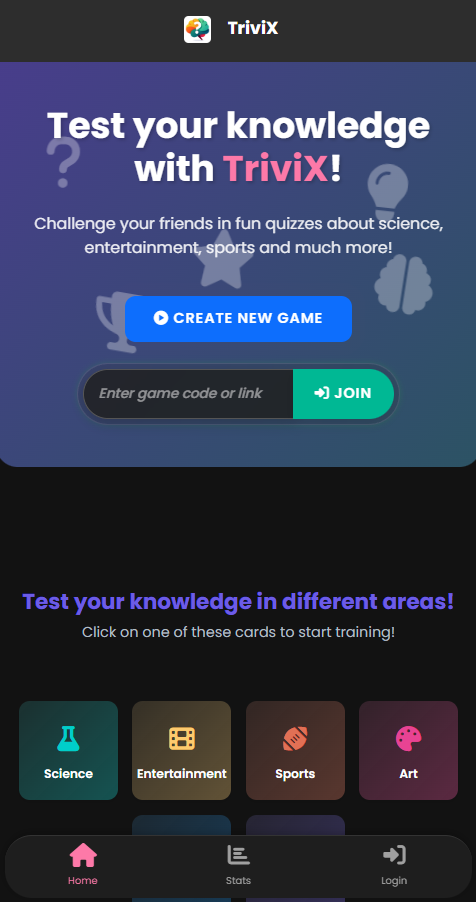 TriviX
Test your knowledge
with TriviX!
Challenge your friends in fun quizzes about science,
entertainment, sports and much more!
CREATE NEW GAME
Enter game code or link
JOIN
Test your knowledge in different areas!
Click on one of these cards to start training!
Science
Entertainment
Sports
Art
Home
Stats
Login